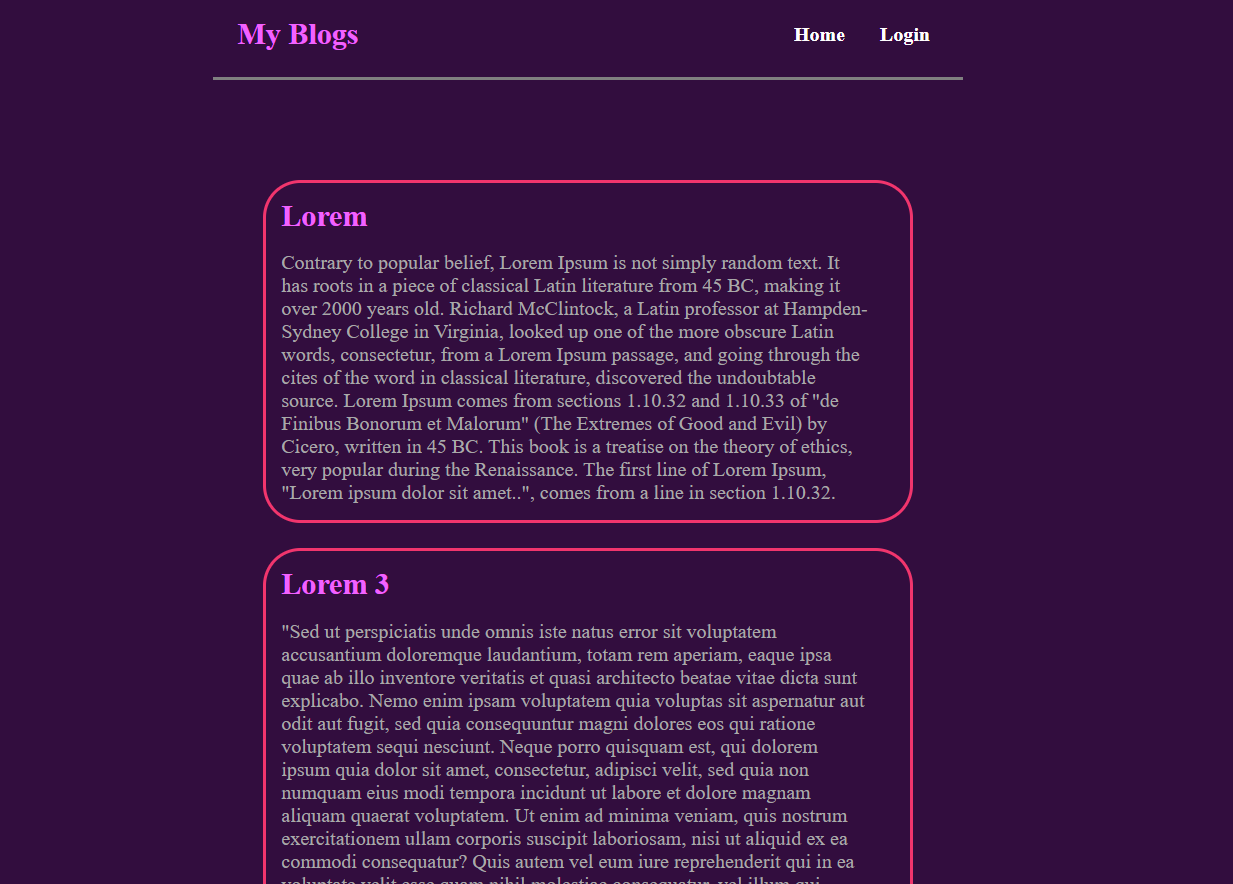 My Blogs
Home Login
Lorem
Contrary to popular belief, Lorem Ipsum is not simply random text. It
has roots in a piece of classical Latin literature from 45 BC, making it
over 2000 years old. Richard McClintock, a Latin professor at Hampden-
Sydney College in Virginia, looked up one of the more obscure Latin
words, consectetur, from a Lorem Ipsum passage, and going through the
cites of the word in classical literature, discovered the undoubtable
source. Lorem Ipsum comes from sections 1.10.32 and 1.10.33 of "de
Finibus Bonorum et Malorum" (The Extremes of Good and Evil) by
Cicero, written in 45 BC. This book is a treatise on the theory of ethics,
very popular during the Renaissance. The first line of Lorem Ipsum,
"Lorem ipsum dolor sit amet..", comes from a line in section 1.10.32.
Lorem 3
"Sed ut perspiciatis unde omnis iste natus error sit voluptatem
accusantium doloremque laudantium, totam rem aperiam, eaque ipsa
quae ab illo inventore veritatis et quasi architecto beatae vitae dicta sunt
explicabo. Nemo enim ipsam voluptatem quia voluptas sit aspernatur aut
odit aut fugit, sed quia consequuntur magni dolores eos qui ratione
voluptatem sequi nesciunt. Neque porro quisquam est, qui dolorem
ipsum quia dolor sit amet, consectetur, adipisci velit, sed quia non
numquam eius modi tempora incidunt ut labore et dolore magnam
aliquam quaerat voluptatem. Ut enim ad minima veniam, quis nostrum
exercitationem ullam corporis suscipit laboriosam, nisi ut aliquid ex ea
commodi consequatur? Quis autem vel eum iure reprehenderit qui in ea
voluptate velit esse quam nihil molestiae consequatur, vel illum qui